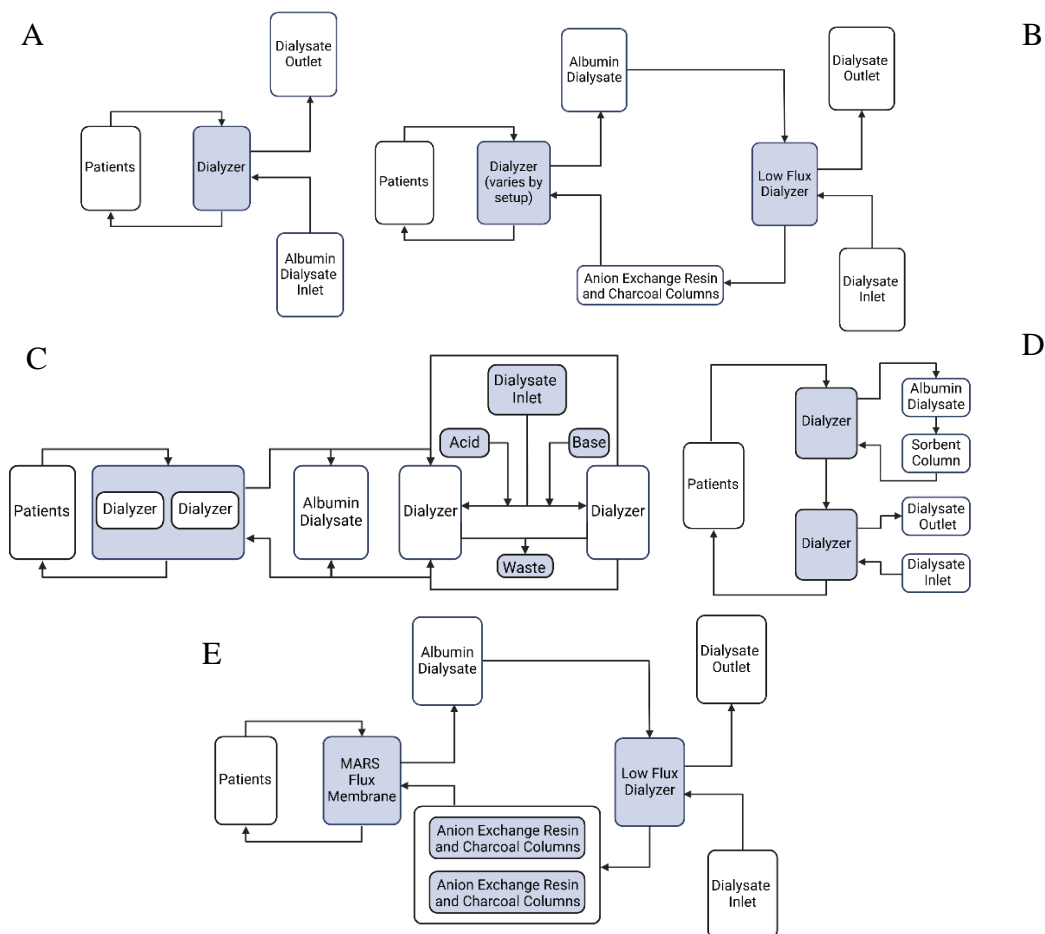 A
Dialysate
Outlet
Patients
Dialyzer
Albumin
Dialysate
Inlet
B
Albumin
Dialysate
Dialysate
Outlet
Patients
Dialyzer
(varies by
setup)
Low Flux
Dialyzer
Anion Exchange Resin
and Charcoal Columns
Dialysate
Inlet
C
Dialysate
Inlet
Acid
Base
Patients
Dialyzer
Dialyzer
Albumin
Dialysate
Dialyzer
Dialyzer
Waste
D
Albumin
Dialysate
Dialyzer
Sorbent
Column
Patients
Dialysate
Outlet
Dialyzer
Dialysate
Inlet
E
Albumin
Dialysate
Dialysate
Outlet
Patients
MARS
Flux
Membrane
Low Flux
Dialyzer
Anion Exchange Resin
and Charcoal Columns
Anion Exchange Resin
and Charcoal Columns
Dialysate
Inlet